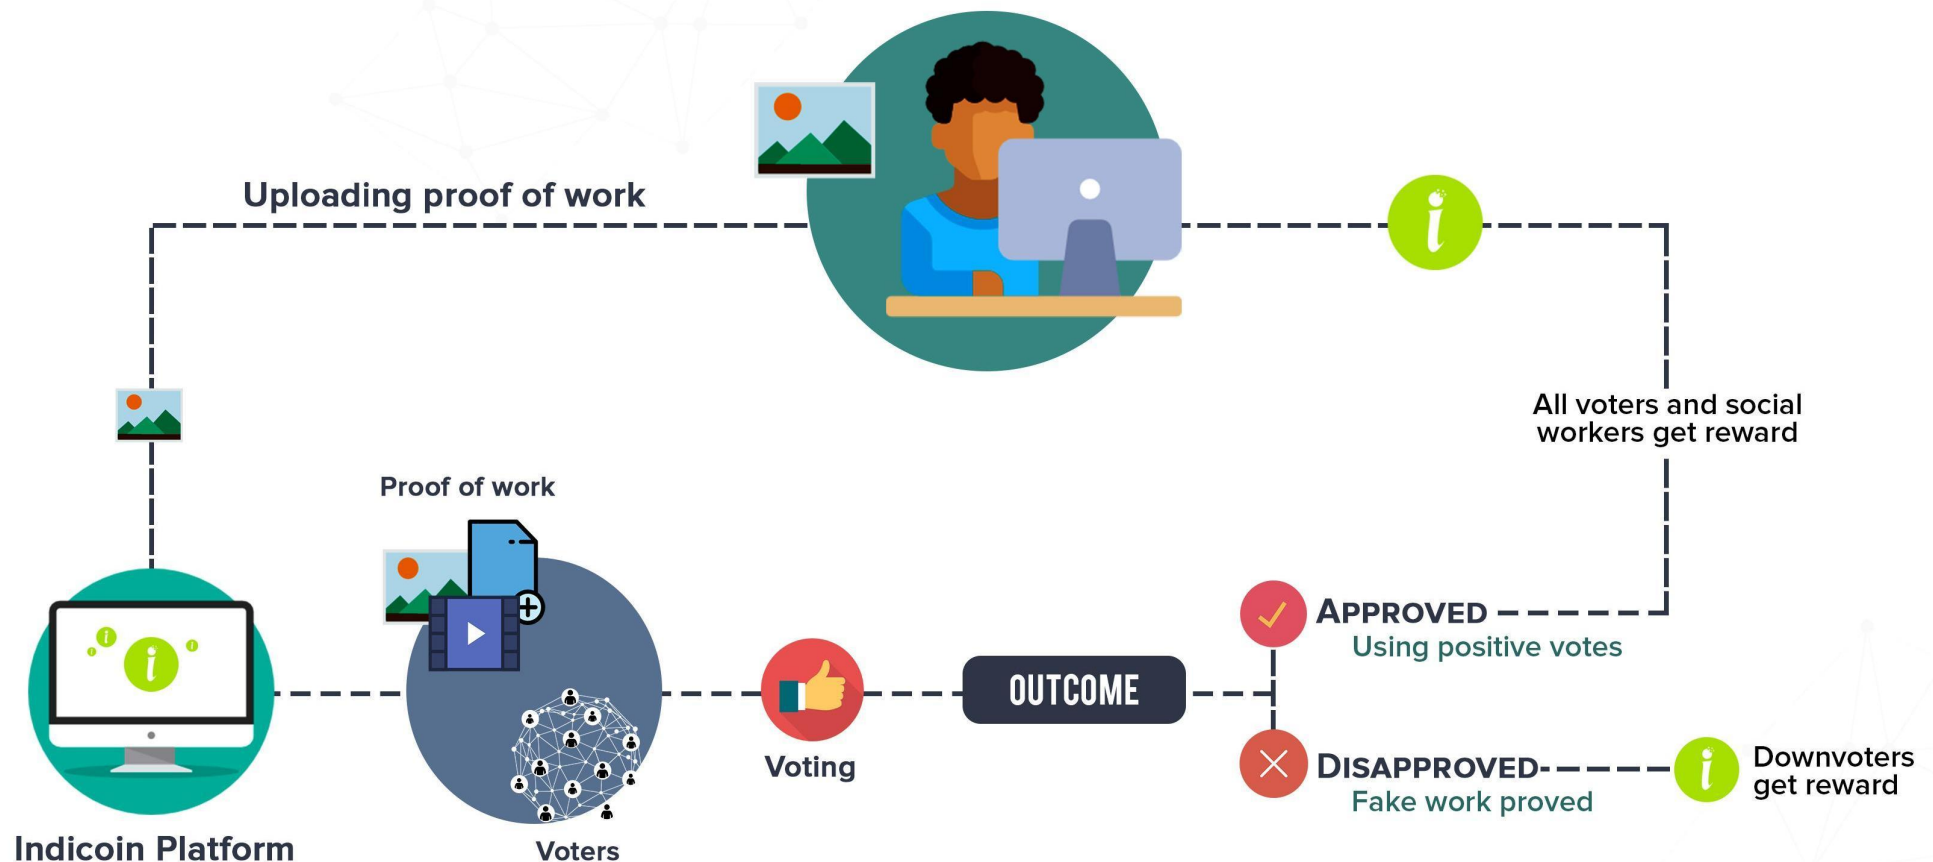 Uploading proof of work
All voters and social
workers get reward
Proof of work
APPROVED
Using positive votes
OUTCOME
Voting
DISAPPROVED
Fake work proved
Downvoters
get reward
Indicoin Platform
Voters